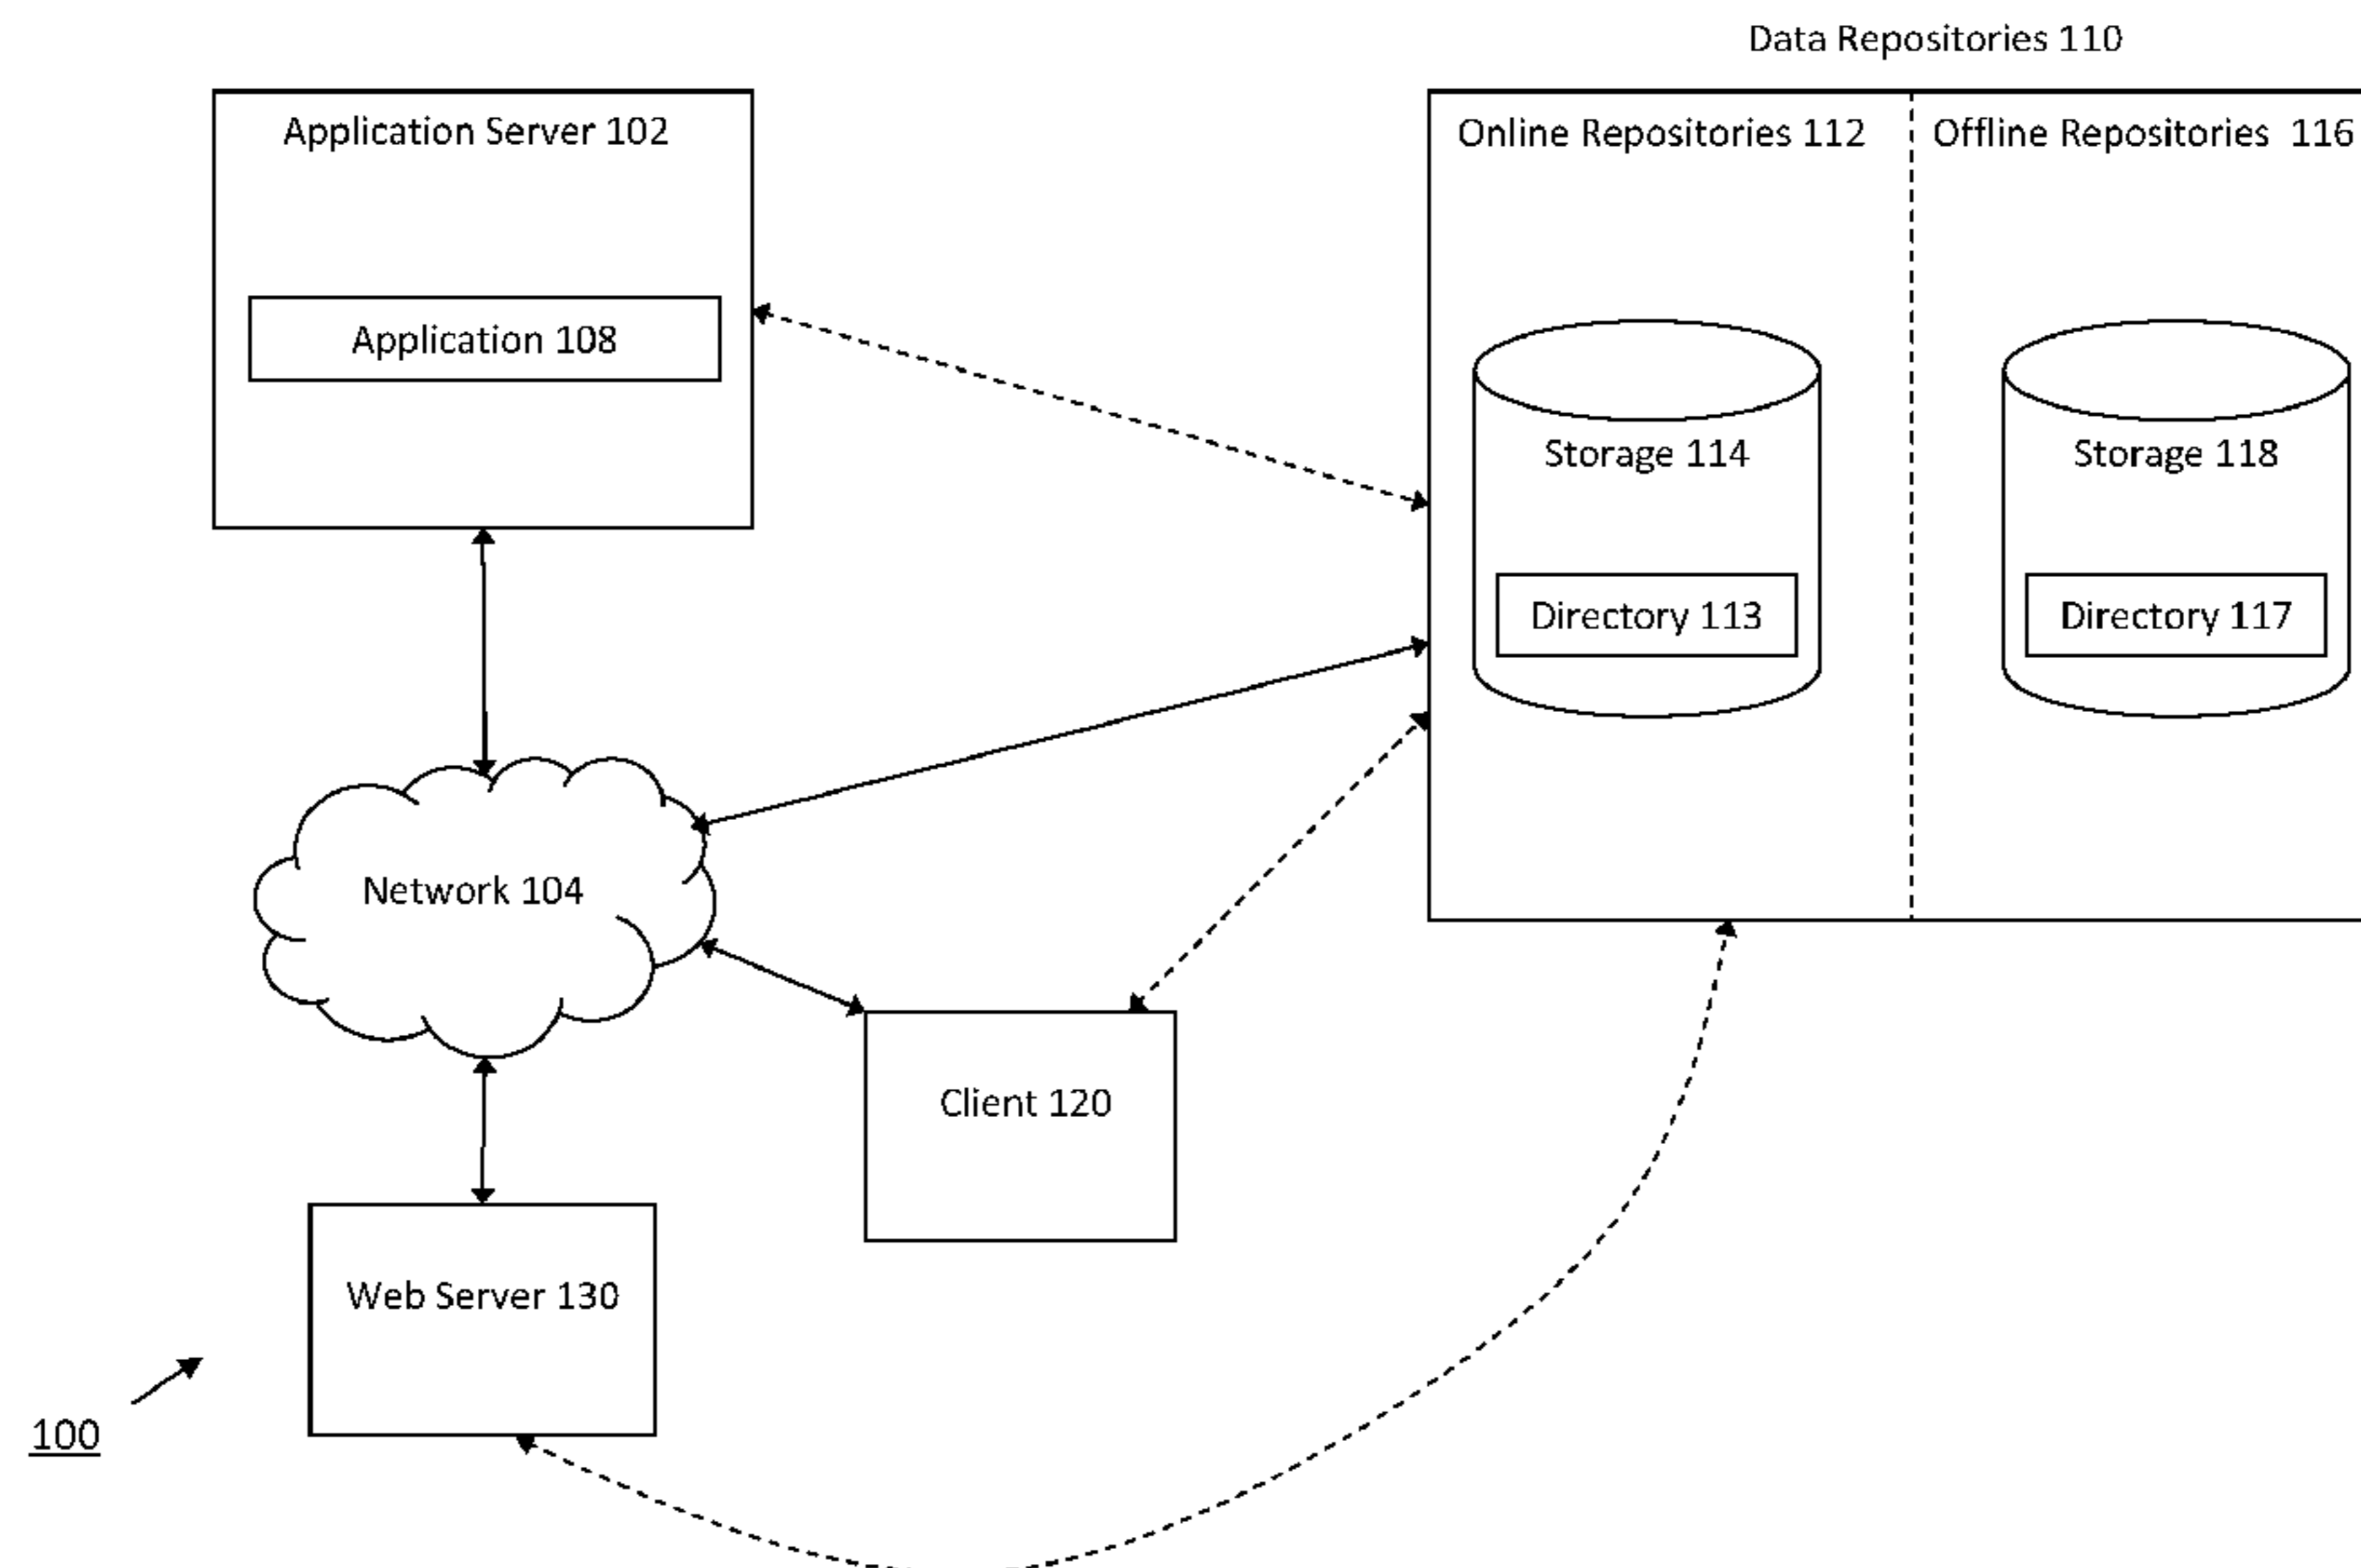 Data Repositories 110
Application Server 102
Online Repositories 112
Offline Repositories 116
Application 108
Storage 114
Storage 118
Directory 113
Directory 117
Network 104
Client 120
Web Server 130
100